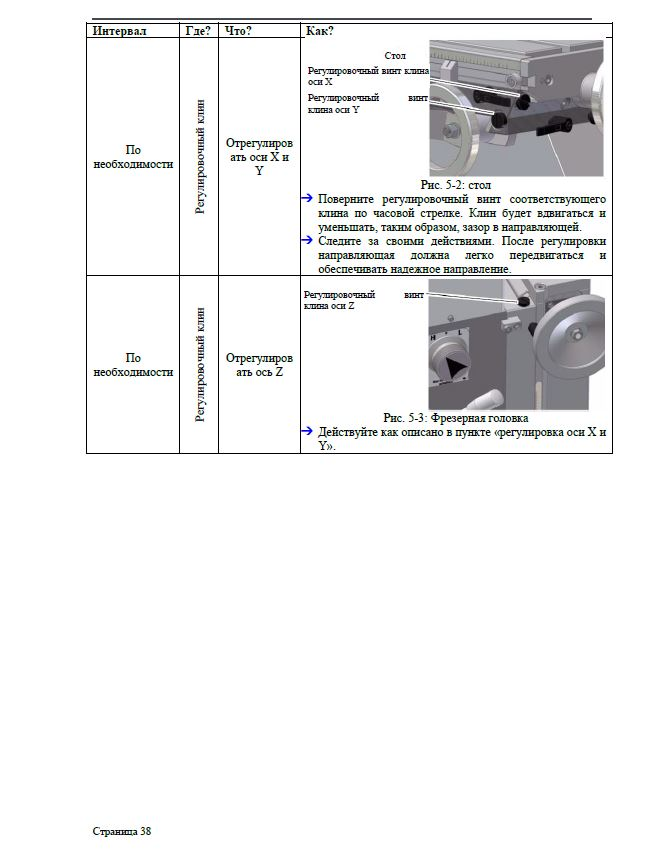 Интервал Где? Что? Как?
По
необходимости
Регулировочный клин
Отрегулиров
ать оси X и
Y
Стол
Регулировочный винт клина
оси X
Регулировочный винт
клина оси Y
Рис. 5-2: стол
➔ Поверните регулировочный винт соответствующего
клина по часовой стрелке. Клин будет вдвигаться и
уменьшать, таким образом, зазор в направляющей.
➔ Следите за своими действиями. После регулировки
направляющая должна легко передвигаться и
обеспечивать надежное направление.
По
необходимости
Регулировочный клин
Отрегулиров
ать ось Z
Регулировочный винт
клина оси Z
H L
Рис. 5-3: Фрезерная головка
➔ Действуйте как описано в пункте «регулировка оси X и
Y».
Страница 38